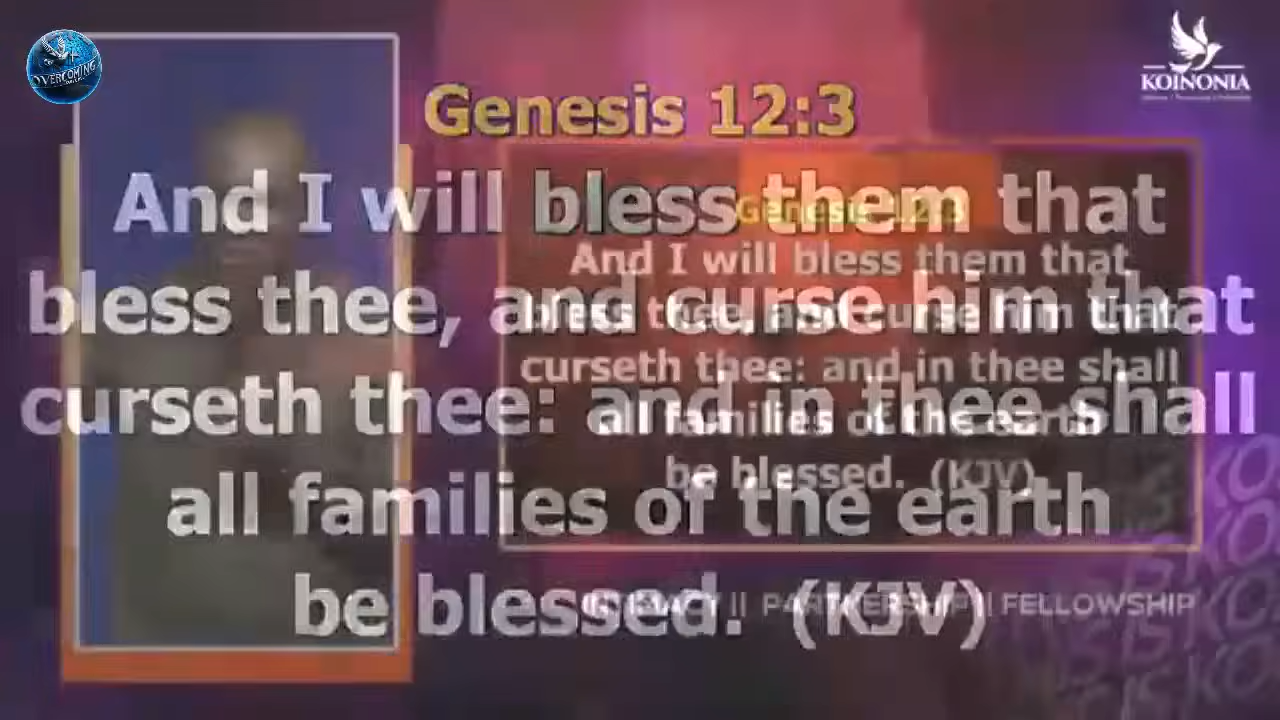 OVERCOMING
KOINONIA
Genesis 12:3
And I will bless them that
bless thee, and curse him that
curseth thee: and in thee shall
all families of the earth
be blessed. (KJV)
Genesis 12:3
And I will bless them that
bless thee, and curse him that
curseth thee: and in thee shall
all families of the earth
be blessed. (KJV)
INTIMACY || PARTNERSHIP || FELLOWSHIP